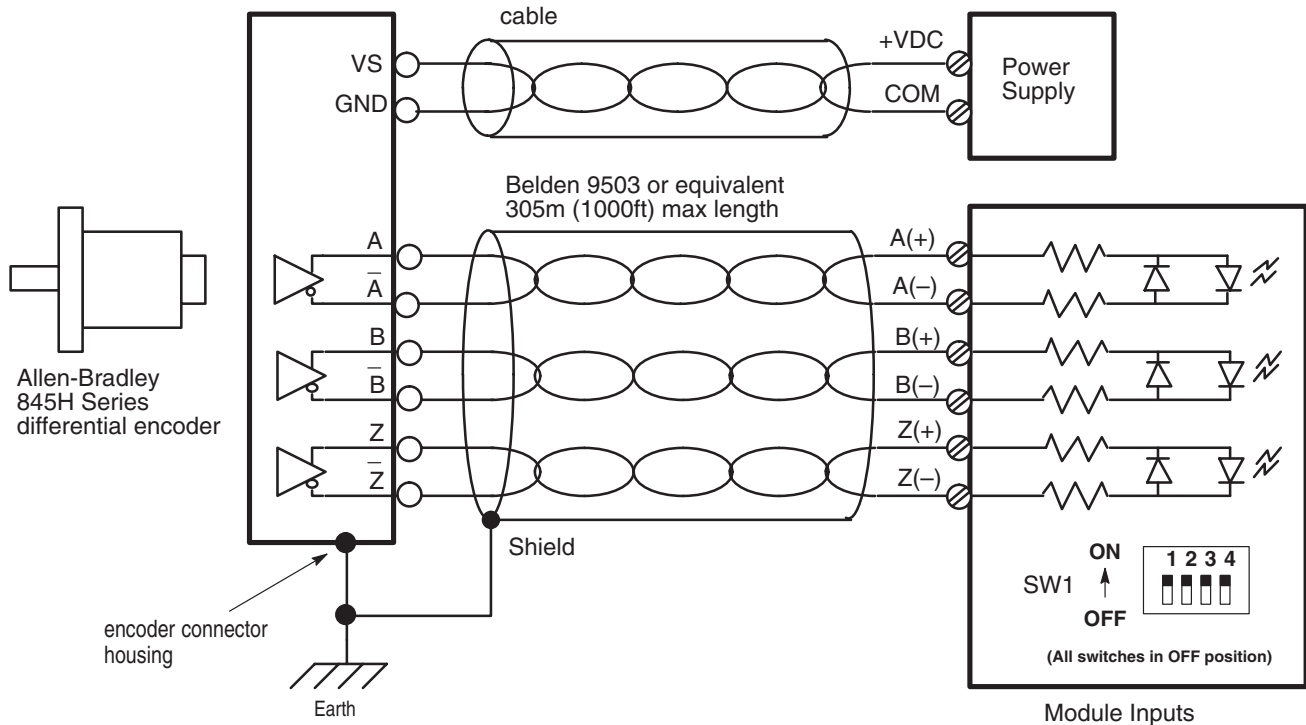 cable
VS
GND
+VDC
COM
Power
Supply
Belden 9503 or equivalent
305m (1000ft) max length
A
A̅
B
B̅
Z
Z̅
A(+)
A(–)
B(+)
B(–)
Z(+)
Z(–)
Allen-Bradley
845H Series
differential encoder
Shield
encoder connector
housing
Earth
SW1
ON
OFF
1 2 3 4
(All switches in OFF position)
Module Inputs